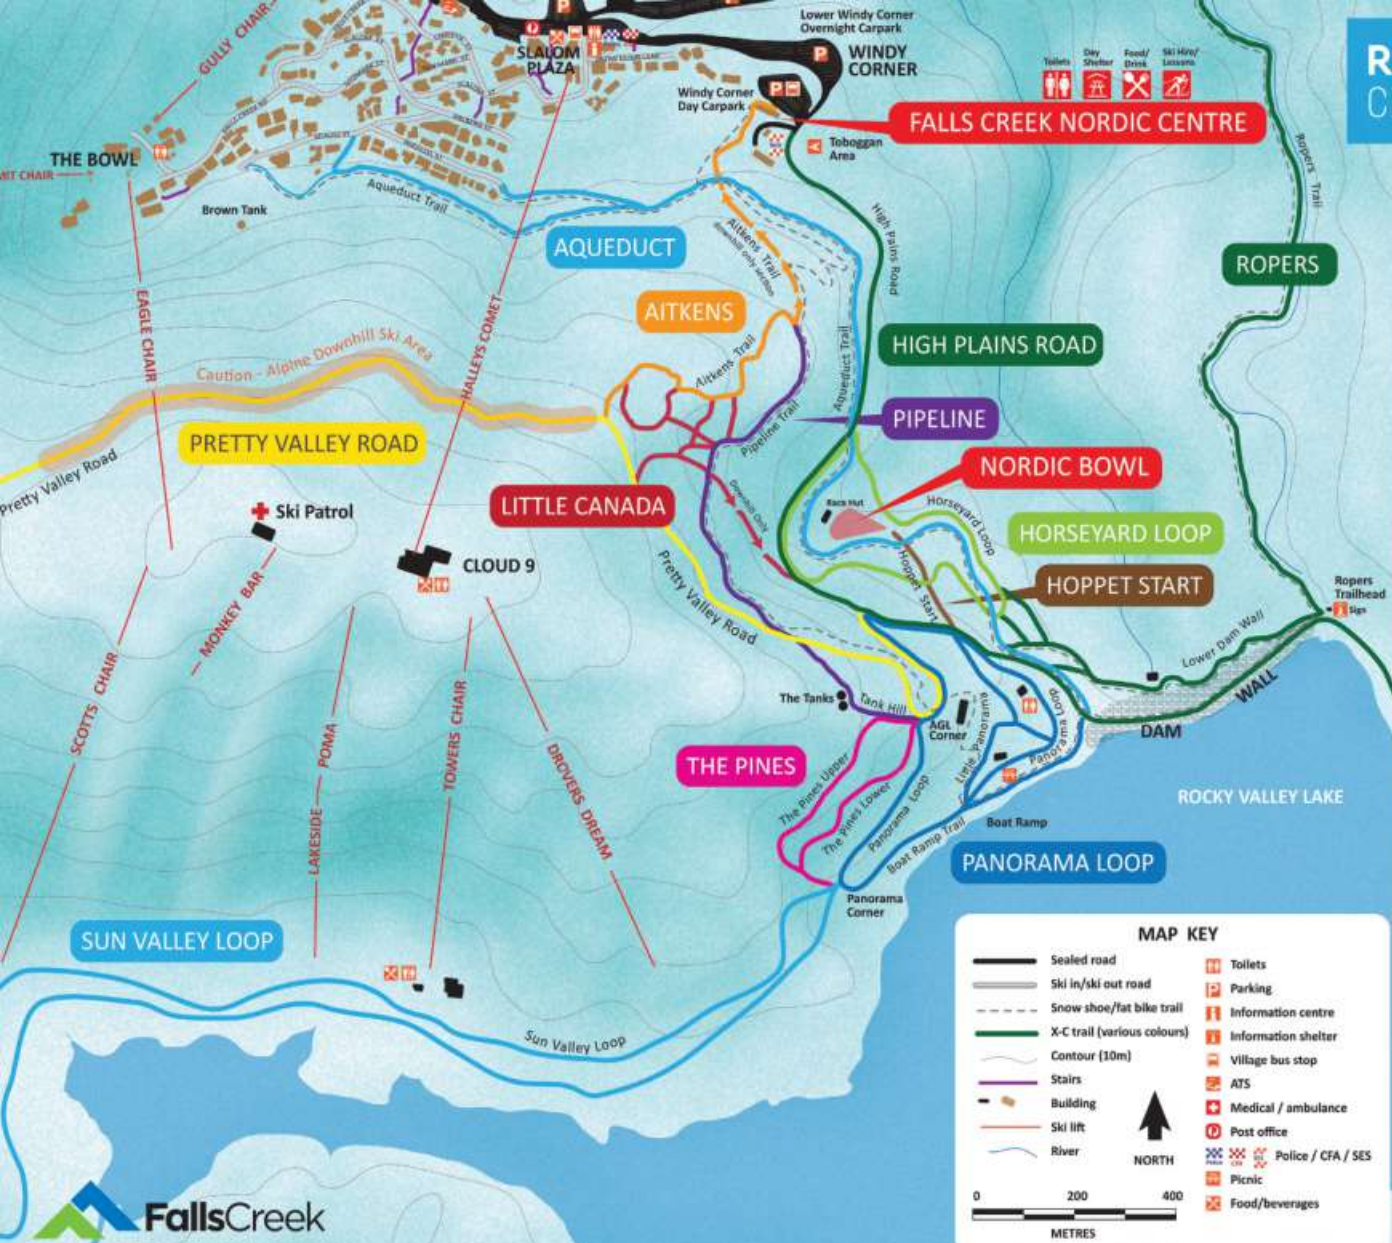 GULLY CHAIR
SLALOM
PLAZA
Lower Windy Corner
Overnight Carpark
WINDY
CORNER
Windy Corner
Day Carpark
Toilets
Day
Shelter
Food/
Drink
Ski Hire/
Lessons
R
C
FALLS CREEK NORDIC CENTRE
Toboggan
Area
THE BOWL
MIT CHAIR
Brown Tank
Aqueduct Trail
AQUEDUCT
Aitkens Trail
downhill only section
High Pains Road
Ropers Trail
ROPERS
EAGLE CHAIR
HALLEYS COMET
AITKENS
Aitkens Trail
Aqueduct Trail
HIGH PLAINS ROAD
Caution - Alpine Downhill Ski Area
PRETTY VALLEY ROAD
Pretty Valley Road
Pipeline Trail
PIPELINE
NORDIC BOWL
Race Hut
Horseyard Loop
HORSEYARD LOOP
LITTLE CANADA
Downhill Only
Ski Patrol
CLOUD 9
MONKEY BAR
Pretty Valley Road
Hoppet Start
HOPPET START
Ropers
Trailhead
Sign
Lower Dam Wall
DAM
WALL
SCOTTS CHAIR
LAKESIDE POMA
TOWERS CHAIR
DROVERS DREAM
The Tanks
Tank Hill
AGL
Corner
Little Panorama
Panorama Loop
THE PINES
The Pines Upper
The Pines Lower
Panorama Loop
Boat Ramp Trail
Boat Ramp
ROCKY VALLEY LAKE
PANORAMA LOOP
Panorama
Corner
SUN VALLEY LOOP
Sun Valley Loop
MAP KEY
Sealed road
Ski in/ski out road
Snow shoe/fat bike trail
X-C trail (various colours)
Contour (10m)
Stairs
Building
Ski lift
River
NORTH
0 200 400
METRES
Toilets
Parking
Information centre
Information shelter
Village bus stop
ATS
Medical / ambulance
Post office
Police / CFA / SES
Picnic
Food/beverages
FallsCreek